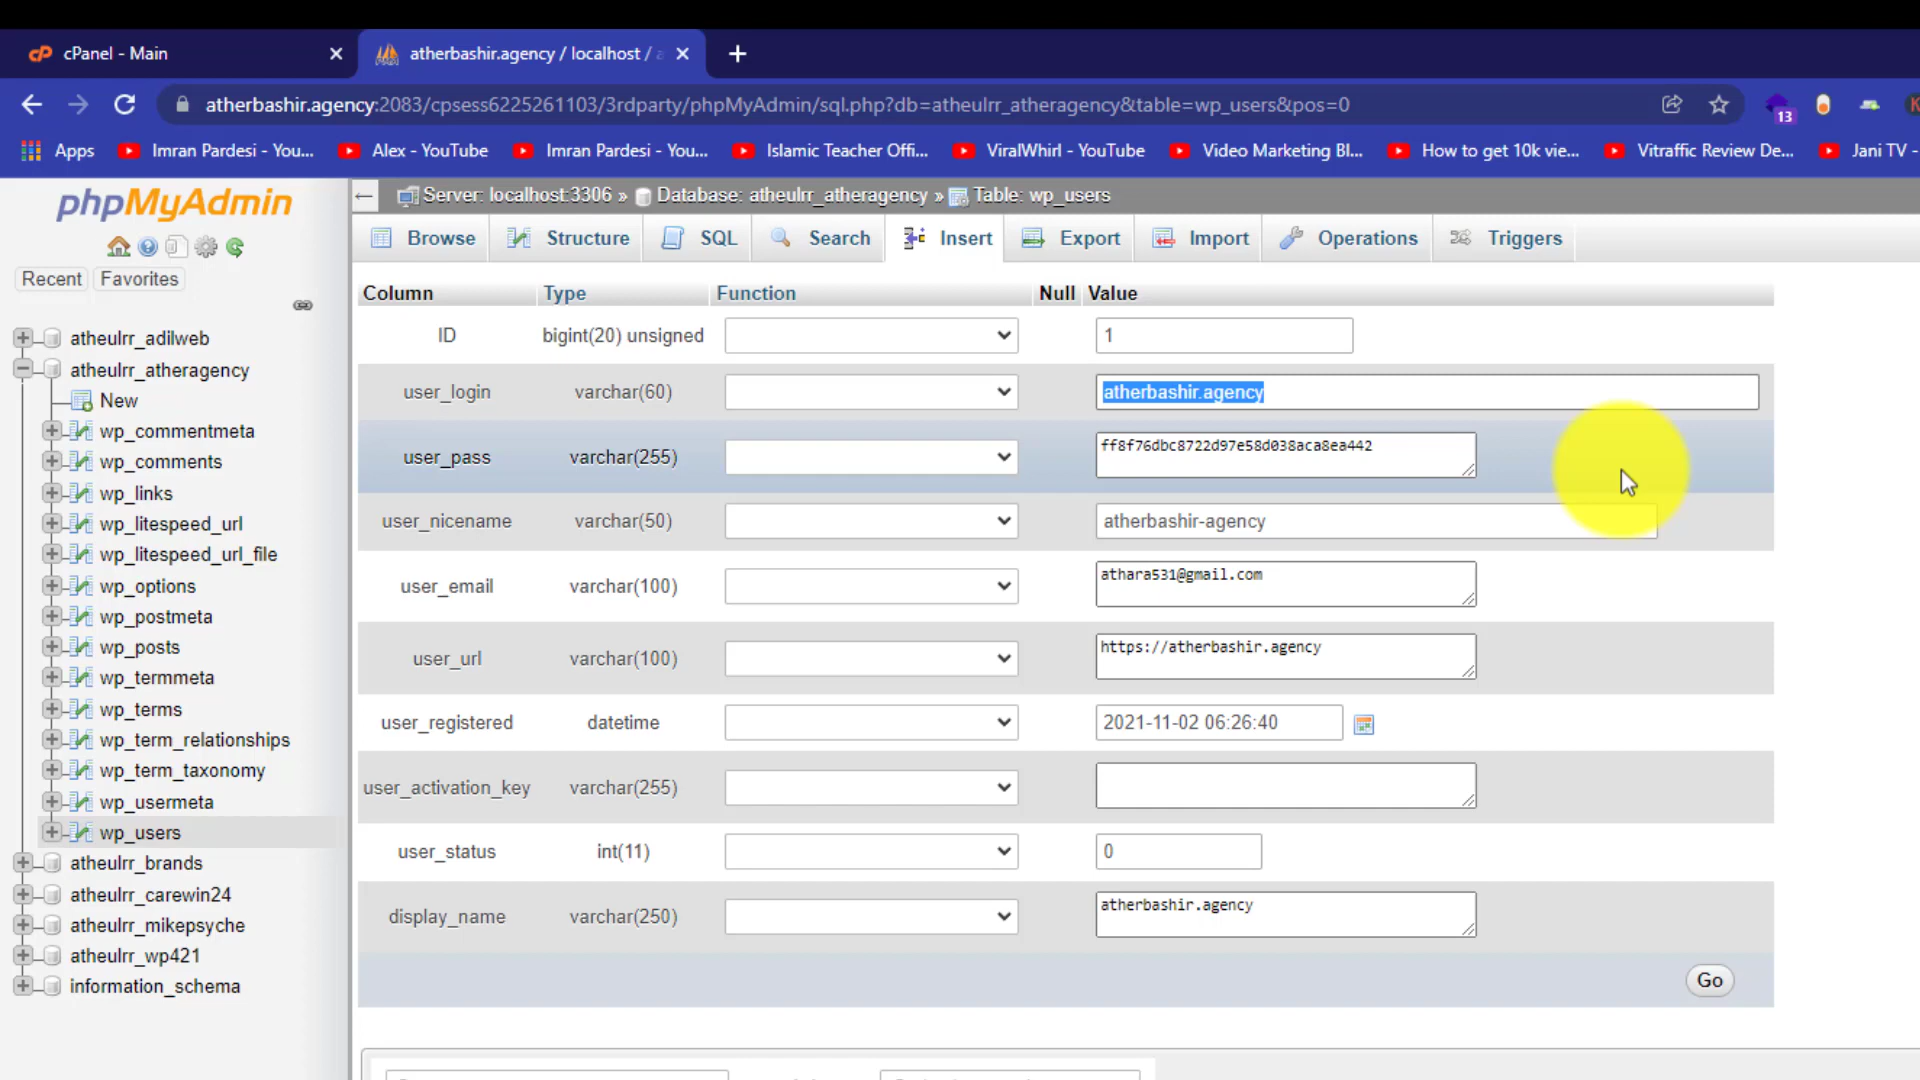 cPanel - Main
atherbashir.agency / localhost / a
atherbashir.agency:2083/cpsess6225261103/3rdparty/phpMyAdmin/sql.php?db=atheulrr_atheragency&table=wp_users&pos=0
13
K
Apps
Imran Pardesi - You...
Alex - YouTube
Imran Pardesi - You...
Islamic Teacher Offi...
ViralWhirl - YouTube
Video Marketing Bl...
How to get 10k vie...
Vitraffic Review De...
Jani TV -
phpMyAdmin
Recent
Favorites
atheulrr_adilweb
atheulrr_atheragency
New
wp_commentmeta
wp_comments
wp_links
wp_litespeed_url
wp_litespeed_url_file
wp_options
wp_postmeta
wp_posts
wp_termmeta
wp_terms
wp_term_relationships
wp_term_taxonomy
wp_usermeta
wp_users
atheulrr_brands
atheulrr_carewin24
atheulrr_mikepsyche
atheulrr_wp421
information_schema
Server: localhost:3306 » Database: atheulrr_atheragency » Table: wp_users
Browse Structure SQL Search Insert Export Import Operations Triggers
Column Type Function Null Value
ID bigint(20) unsigned 1
user_login varchar(60) atherbashir.agency
user_pass varchar(255) ff8f76dbc8722d97e58d038aca8ea442
user_nicename varchar(50) atherbashir-agency
user_email varchar(100) athara531@gmail.com
user_url varchar(100) https://atherbashir.agency
user_registered datetime 2021-11-02 06:26:40
user_activation_key varchar(255)
user_status int(11) 0
display_name varchar(250) atherbashir.agency
Go